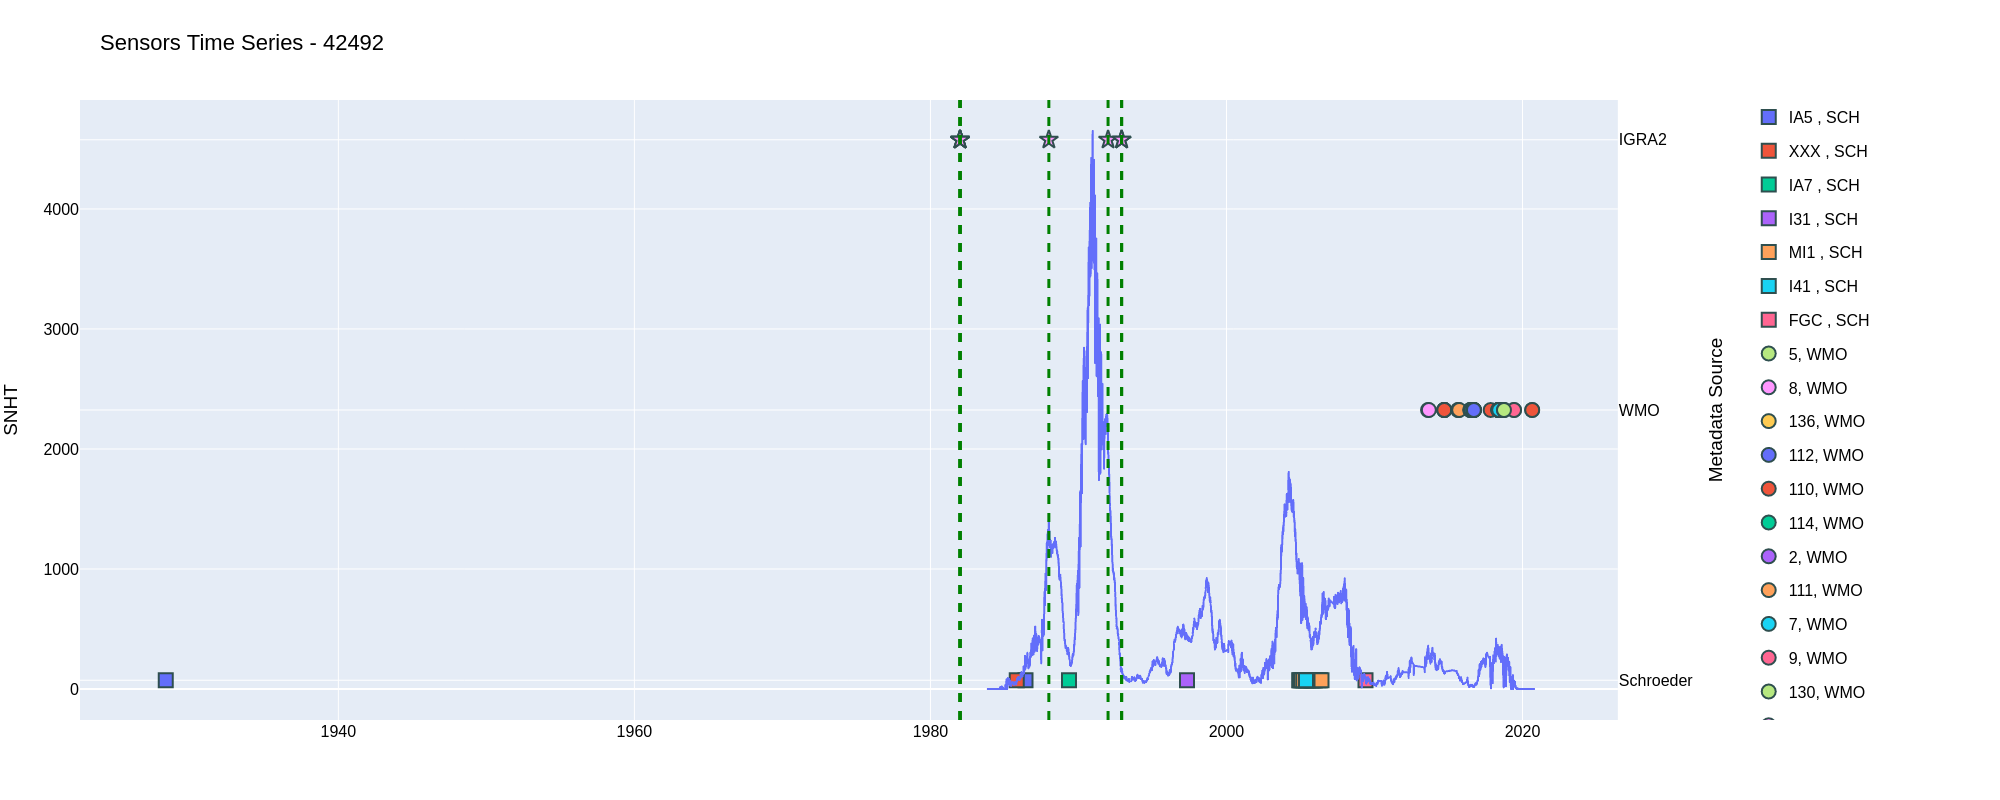 Sensors Time Series - 42492
SNHT
4000
3000
2000
1000
0
1940
1960
1980
2000
2020
IGRA2
WMO
Schroeder
Metadata Source
IA5 , SCH
XXX , SCH
IA7 , SCH
I31 , SCH
MI1 , SCH
I41 , SCH
FGC , SCH
5, WMO
8, WMO
136, WMO
112, WMO
110, WMO
114, WMO
2, WMO
111, WMO
7, WMO
9, WMO
130, WMO